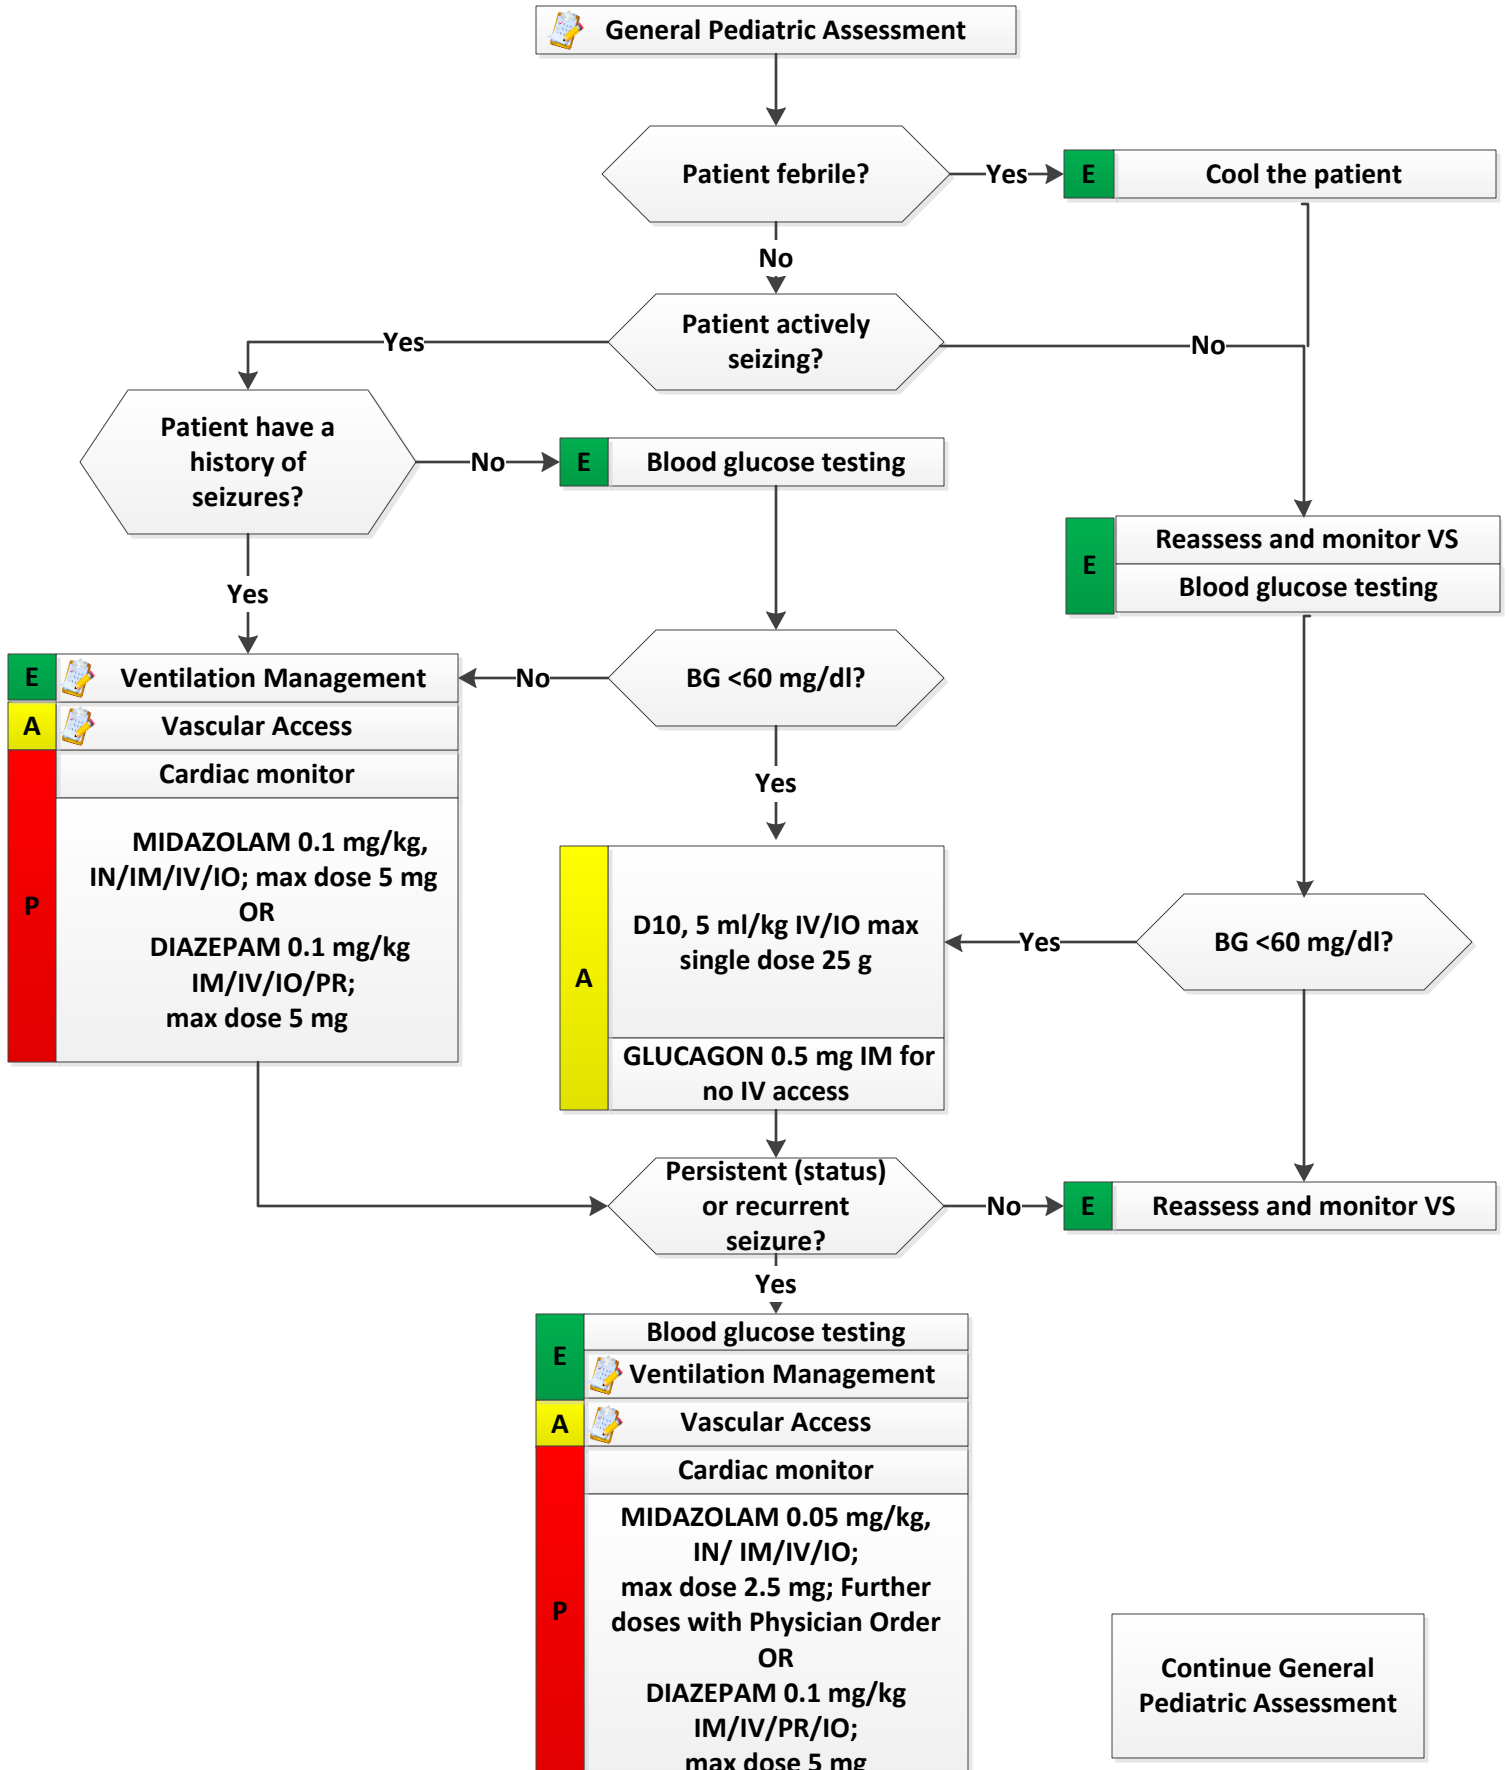 General Pediatric Assessment
Patient febrile?
Yes
E
Cool the patient
No
Patient actively
seizing?
Yes
No
Patient have a
history of
seizures?
No
E
Blood glucose testing
Yes
E
Reassess and monitor VS
Blood glucose testing
E
Ventilation Management
A
Vascular Access
P
Cardiac monitor
MIDAZOLAM 0.1 mg/kg,
IN/IM/IV/IO; max dose 5 mg
OR
DIAZEPAM 0.1 mg/kg
IM/IV/IO/PR;
max dose 5 mg
No
BG <60 mg/dl?
Yes
A
D10, 5 ml/kg IV/IO max
single dose 25 g
GLUCAGON 0.5 mg IM for
no IV access
Yes
BG <60 mg/dl?
Persistent (status)
or recurrent
seizure?
No
E
Reassess and monitor VS
Yes
E
Blood glucose testing
Ventilation Management
A
Vascular Access
P
Cardiac monitor
MIDAZOLAM 0.05 mg/kg,
IN/ IM/IV/IO;
max dose 2.5 mg; Further
doses with Physician Order
OR
DIAZEPAM 0.1 mg/kg
IM/IV/PR/IO;
max dose 5 mg
Continue General
Pediatric Assessment